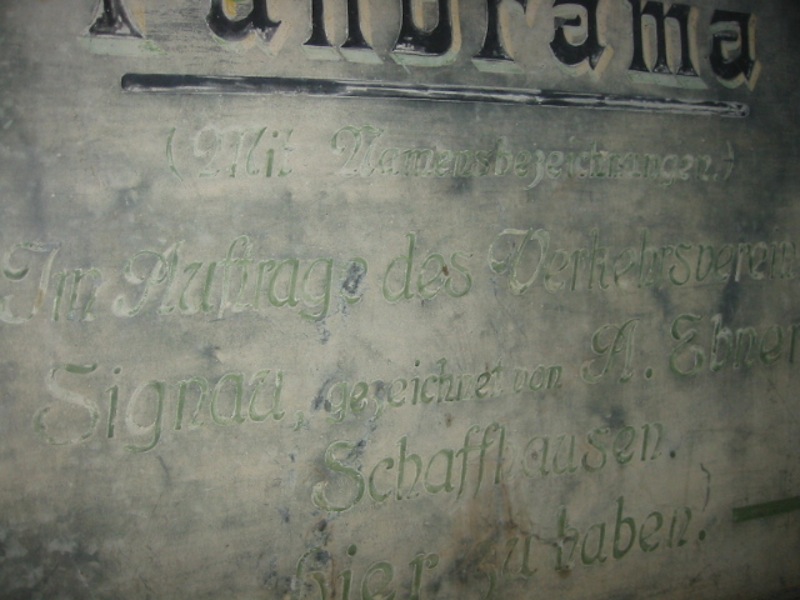 Panorama
(Mit Namensbezeichnungen.)
Im Auftrage des Verkehrsverein
Signau, gezeichnet von A. Ebner
Schaffhausen.
hier zu haben.